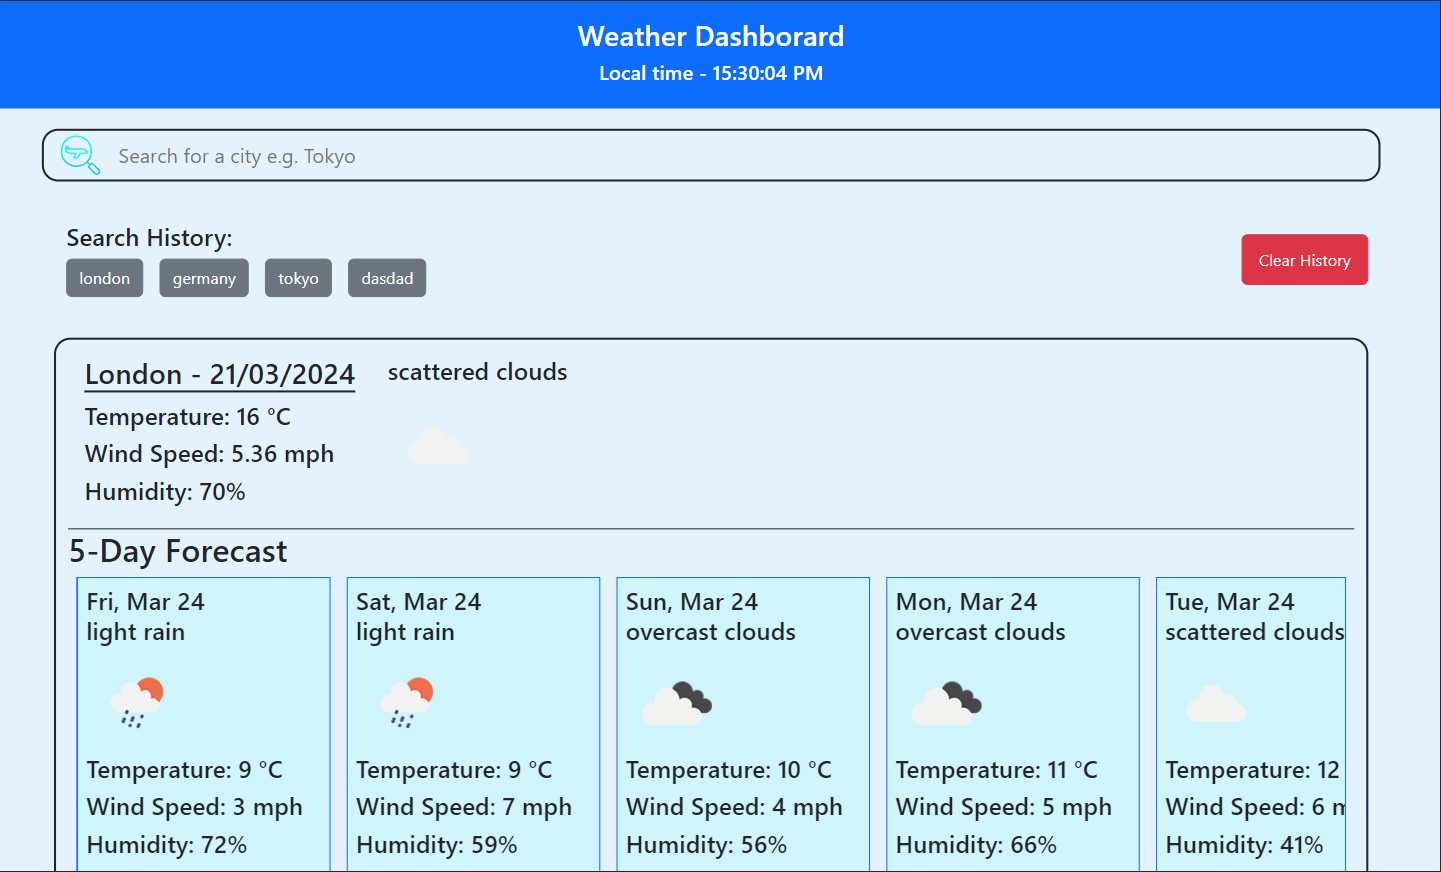 Weather Dashborard
Local time - 15:30:04 PM
Search for a city e.g. Tokyo
Search History:
london germany tokyo dasdad
Clear History
London - 21/03/2024 scattered clouds
Temperature: 16 °C
Wind Speed: 5.36 mph
Humidity: 70%
5-Day Forecast
Fri, Mar 24
light rain
Temperature: 9 °C
Wind Speed: 3 mph
Humidity: 72%
Sat, Mar 24
light rain
Temperature: 9 °C
Wind Speed: 7 mph
Humidity: 59%
Sun, Mar 24
overcast clouds
Temperature: 10 °C
Wind Speed: 4 mph
Humidity: 56%
Mon, Mar 24
overcast clouds
Temperature: 11 °C
Wind Speed: 5 mph
Humidity: 66%
Tue, Mar 24
scattered clouds
Temperature: 12
Wind Speed: 6
Humidity: 41%